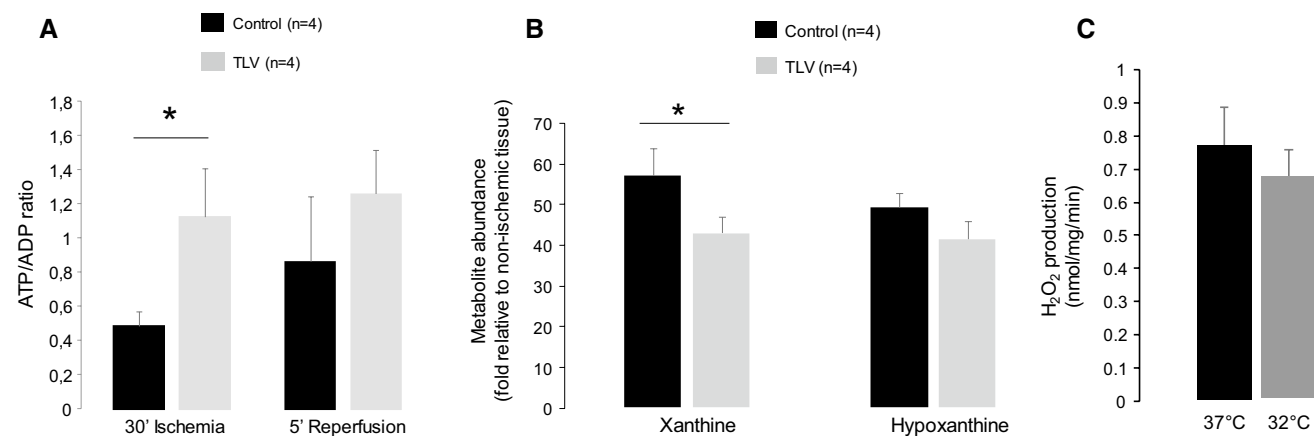 A
Control (n=4)
TLV (n=4)
*
1,8
1,6
1,4
1,2
1
0,8
0,6
0,4
0,2
0
ATP/ADP ratio
30' Ischemia
5' Reperfusion
B
Control (n=4)
TLV (n=4)
*
70
60
50
40
30
20
10
0
Metabolite abundance
(fold relative to non-ischemic tissue)
Xanthine
Hypoxanthine
C
1
0.9
0.8
0.7
0.6
0.5
0.4
0.3
0.2
0.1
0
H₂O₂ production
(nmol/mg/min)
37°C
32°C